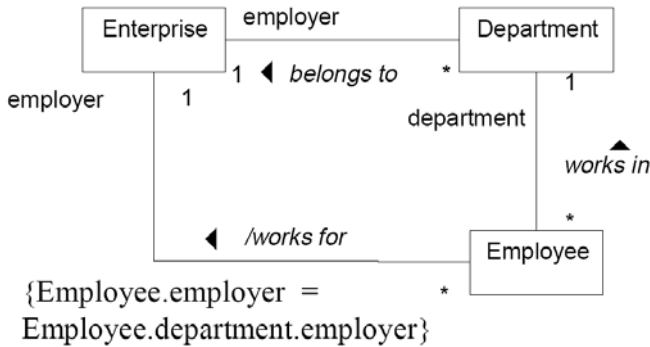 employer
Enterprise
Department
1
belongs to
*
1
employer
1
department
works in
*
/works for
Employee
*
{Employee.employer =
Employee.department.employer}